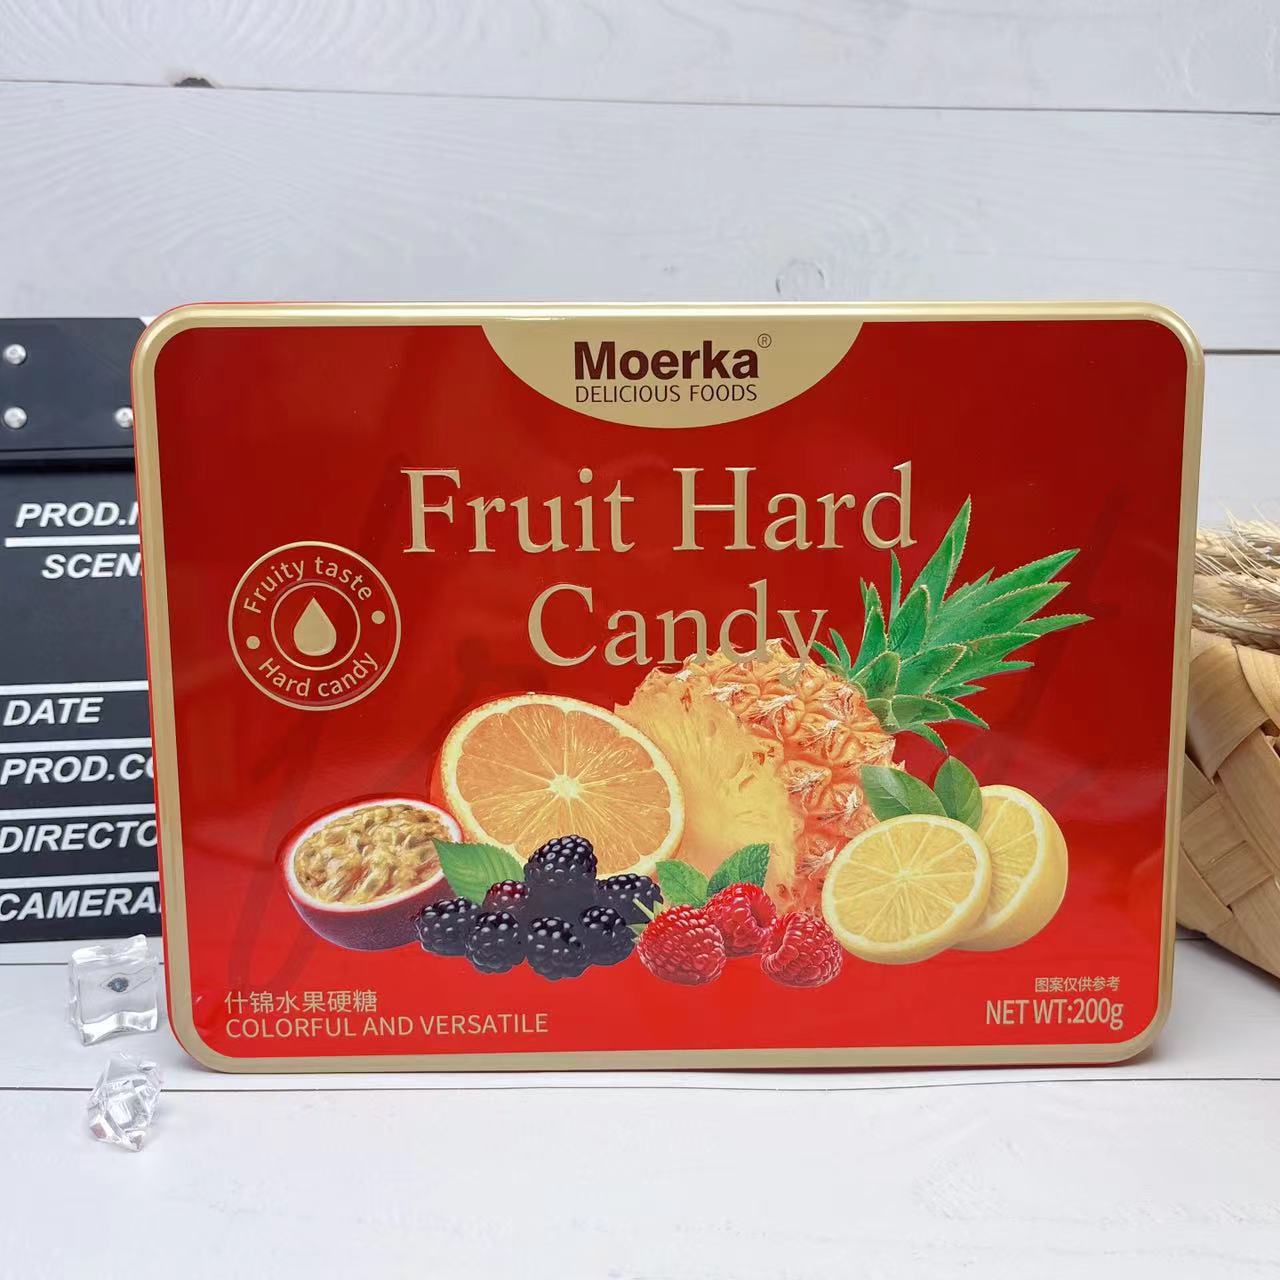 Moerka®
DELICIOUS FOODS
Fruit Hard
Candy
Fruity taste
Hard candy
什锦水果硬糖
COLORFUL AND VERSATILE
图案仅供参考
NET WT:200g
PROD.
SCEN
DATE
PROD.CO
DIRECTO
CAMERA